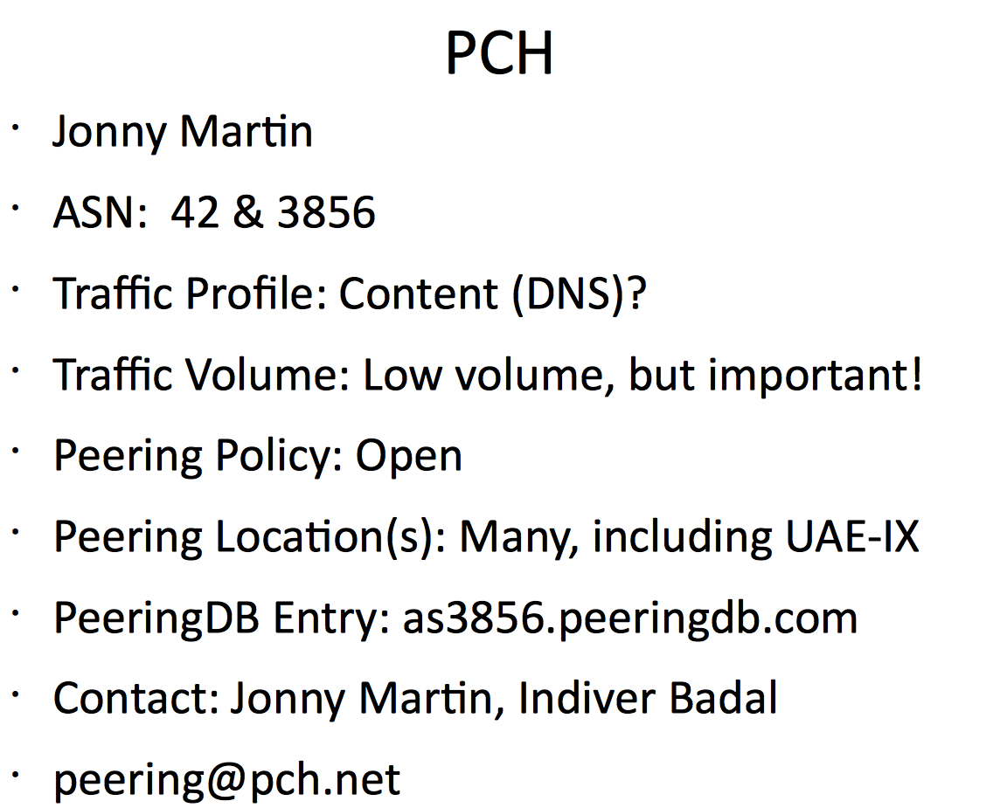 PCH
· Jonny Martin
· ASN:  42 & 3856
· Traffic Profile: Content (DNS)?
· Traffic Volume: Low volume, but important!
· Peering Policy: Open
· Peering Location(s): Many, including UAE-IX
· PeeringDB Entry: as3856.peeringdb.com
· Contact: Jonny Martin, Indiver Badal
· peering@pch.net